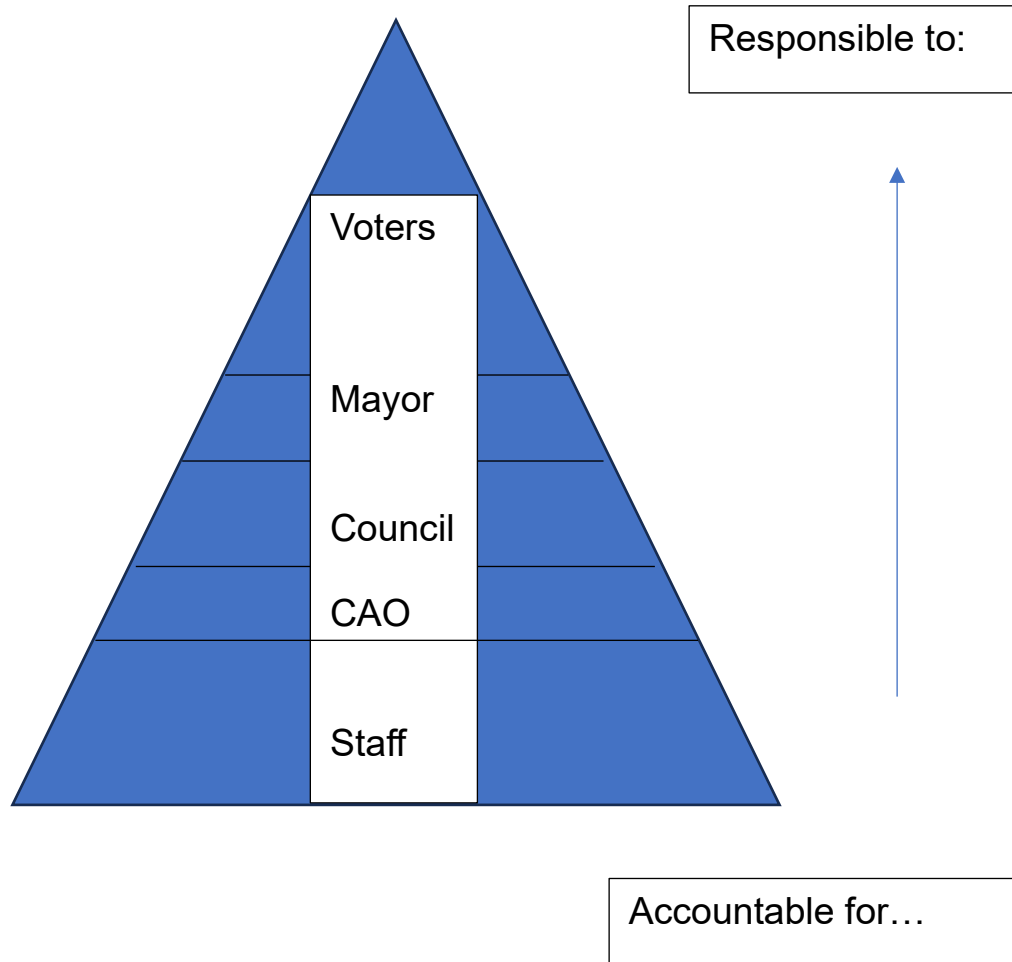 Responsible to:
Voters
Mayor
Council
CAO
Staff
Accountable for…